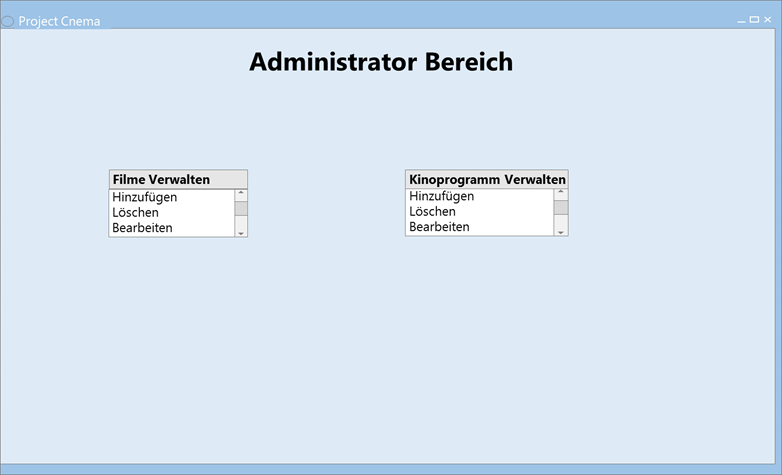 Project Cnema
Administrator Bereich
Filme Verwalten
Hinzufügen
Löschen
Bearbeiten
Kinoprogramm Verwalten
Hinzufügen
Löschen
Bearbeiten